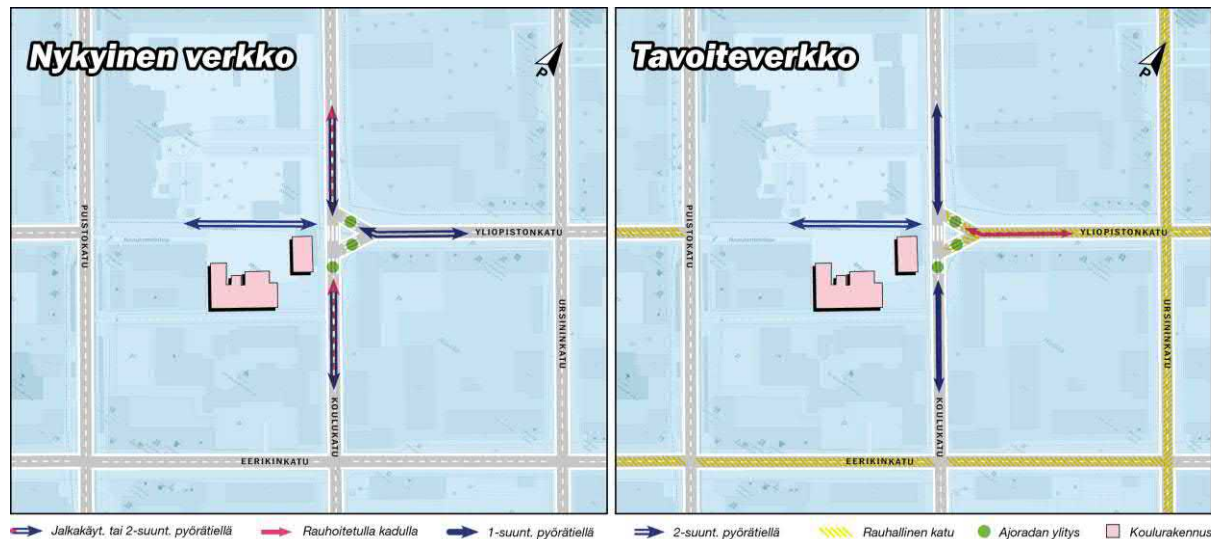 Nykyinen verkko
P
PUISTOKATU
YLIOPISTONKATU
URSININKATU
KOULUKATU
EERIKINKATU
Tavoiteverkko
P
PUISTOKATU
YLIOPISTONKATU
URSININKATU
KOULUKATU
EERIKINKATU
Jalkakäyt. tai 2-suunt. pyörätiellä
Rauhoitetulla kadulla
1-suunt. pyörätiellä
2-suunt. pyörätiellä
Rauhallinen katu
Ajoradan ylitys
Koulurakennus